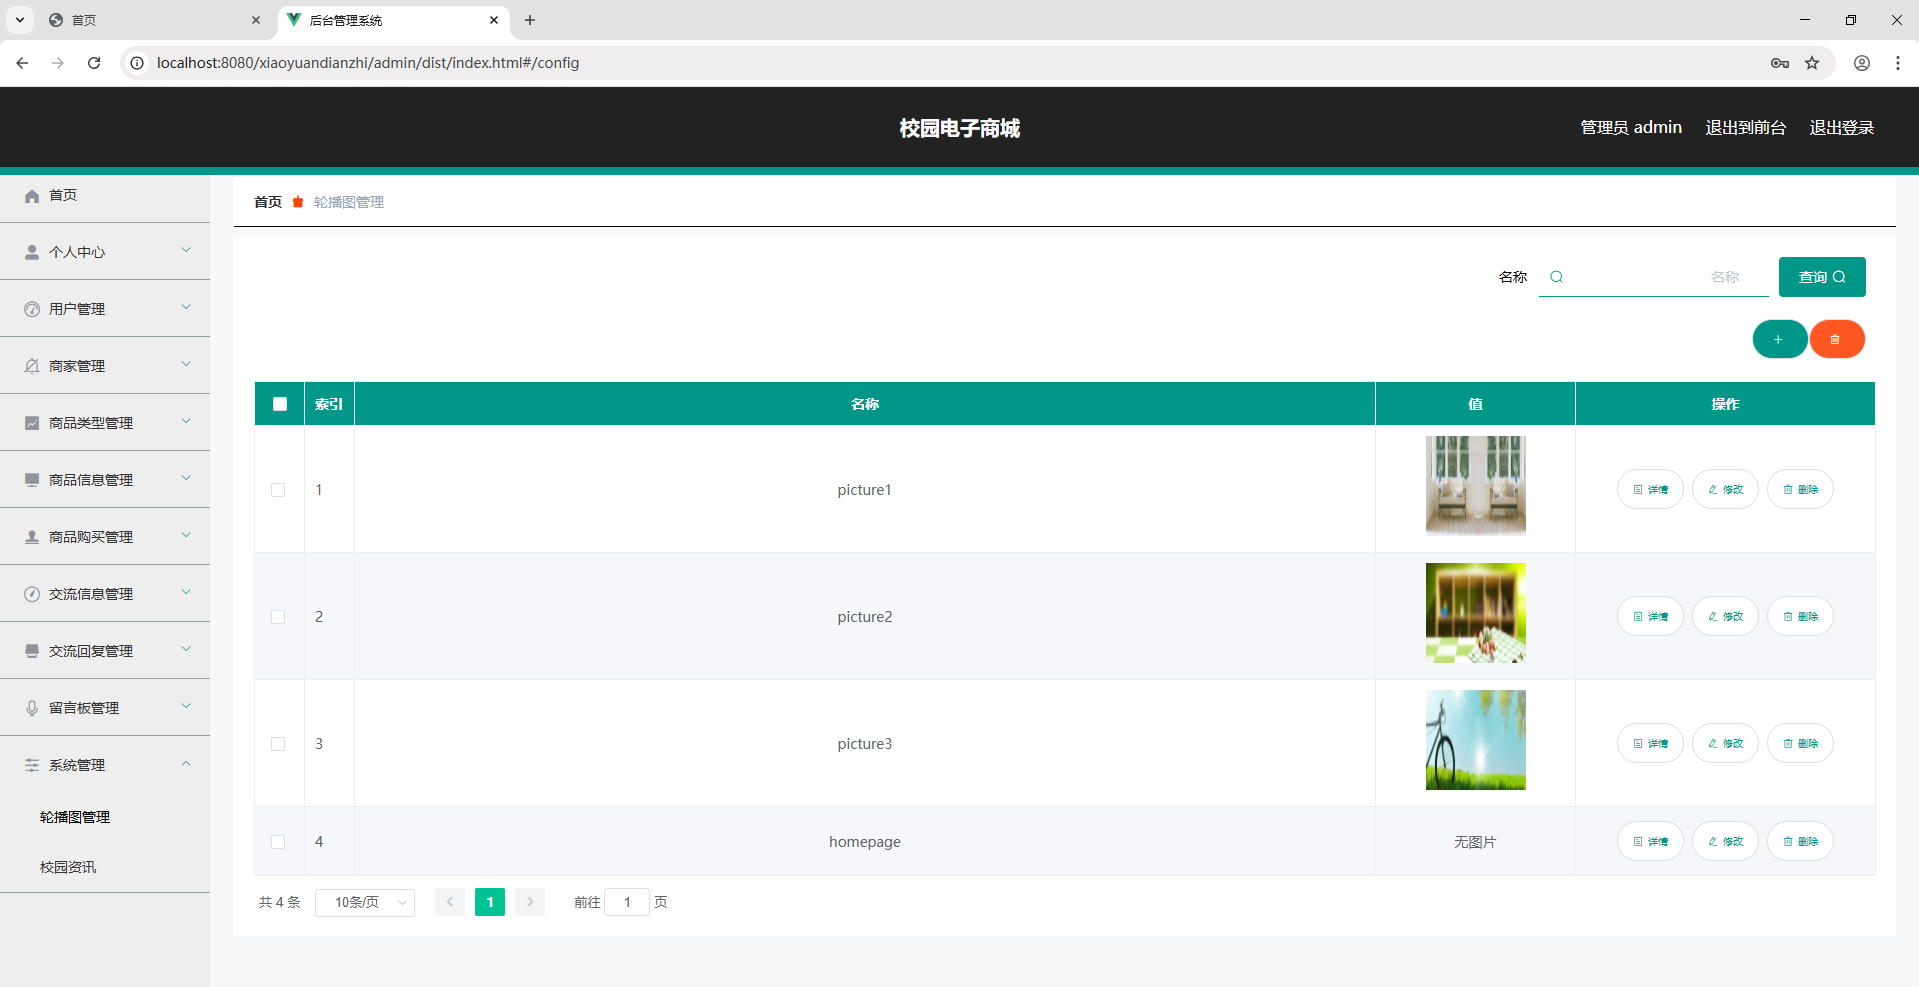 首页
后台管理系统
localhost:8080/xiaoyuandianzhi/admin/dist/index.html#/config
校园电子商城
管理员 admin 退出到前台 退出登录
首页
个人中心
用户管理
商家管理
商品类型管理
商品信息管理
商品购买管理
交流信息管理
交流回复管理
留言板管理
系统管理
轮播图管理
校园资讯
首页 轮播图管理
名称 名称 查询
索引 名称 值 操作
1 picture1 详情 修改 删除
2 picture2 详情 修改 删除
3 picture3 详情 修改 删除
4 homepage 无图片 详情 修改 删除
共 4 条 10条/页 1 前往 1 页